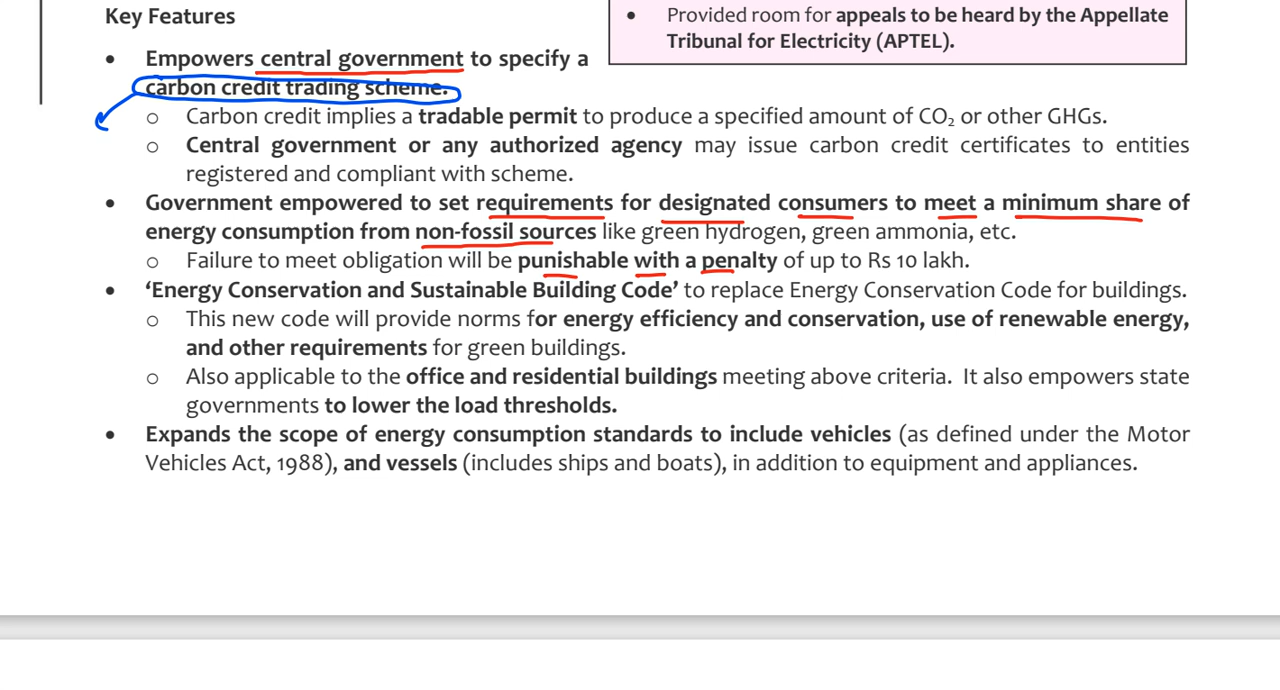 Key Features
• Provided room for appeals to be heard by the Appellate
Tribunal for Electricity (APTEL).
• Empowers central government to specify a
carbon credit trading scheme.
o Carbon credit implies a tradable permit to produce a specified amount of CO₂ or other GHGs.
o Central government or any authorized agency may issue carbon credit certificates to entities
registered and compliant with scheme.
• Government empowered to set requirements for designated consumers to meet a minimum share of
energy consumption from non-fossil sources like green hydrogen, green ammonia, etc.
o Failure to meet obligation will be punishable with a penalty of up to Rs 10 lakh.
• ‘Energy Conservation and Sustainable Building Code’ to replace Energy Conservation Code for buildings.
o This new code will provide norms for energy efficiency and conservation, use of renewable energy,
and other requirements for green buildings.
o Also applicable to the office and residential buildings meeting above criteria. It also empowers state
governments to lower the load thresholds.
• Expands the scope of energy consumption standards to include vehicles (as defined under the Motor
Vehicles Act, 1988), and vessels (includes ships and boats), in addition to equipment and appliances.